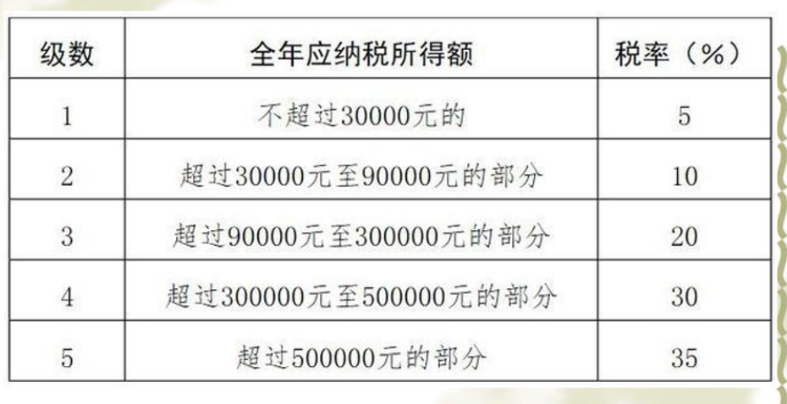 级数 全年应纳税所得额 税率（%）
1 不超过30000元的 5
2 超过30000元至90000元的部分 10
3 超过90000元至300000元的部分 20
4 超过300000元至500000元的部分 30
5 超过500000元的部分 35